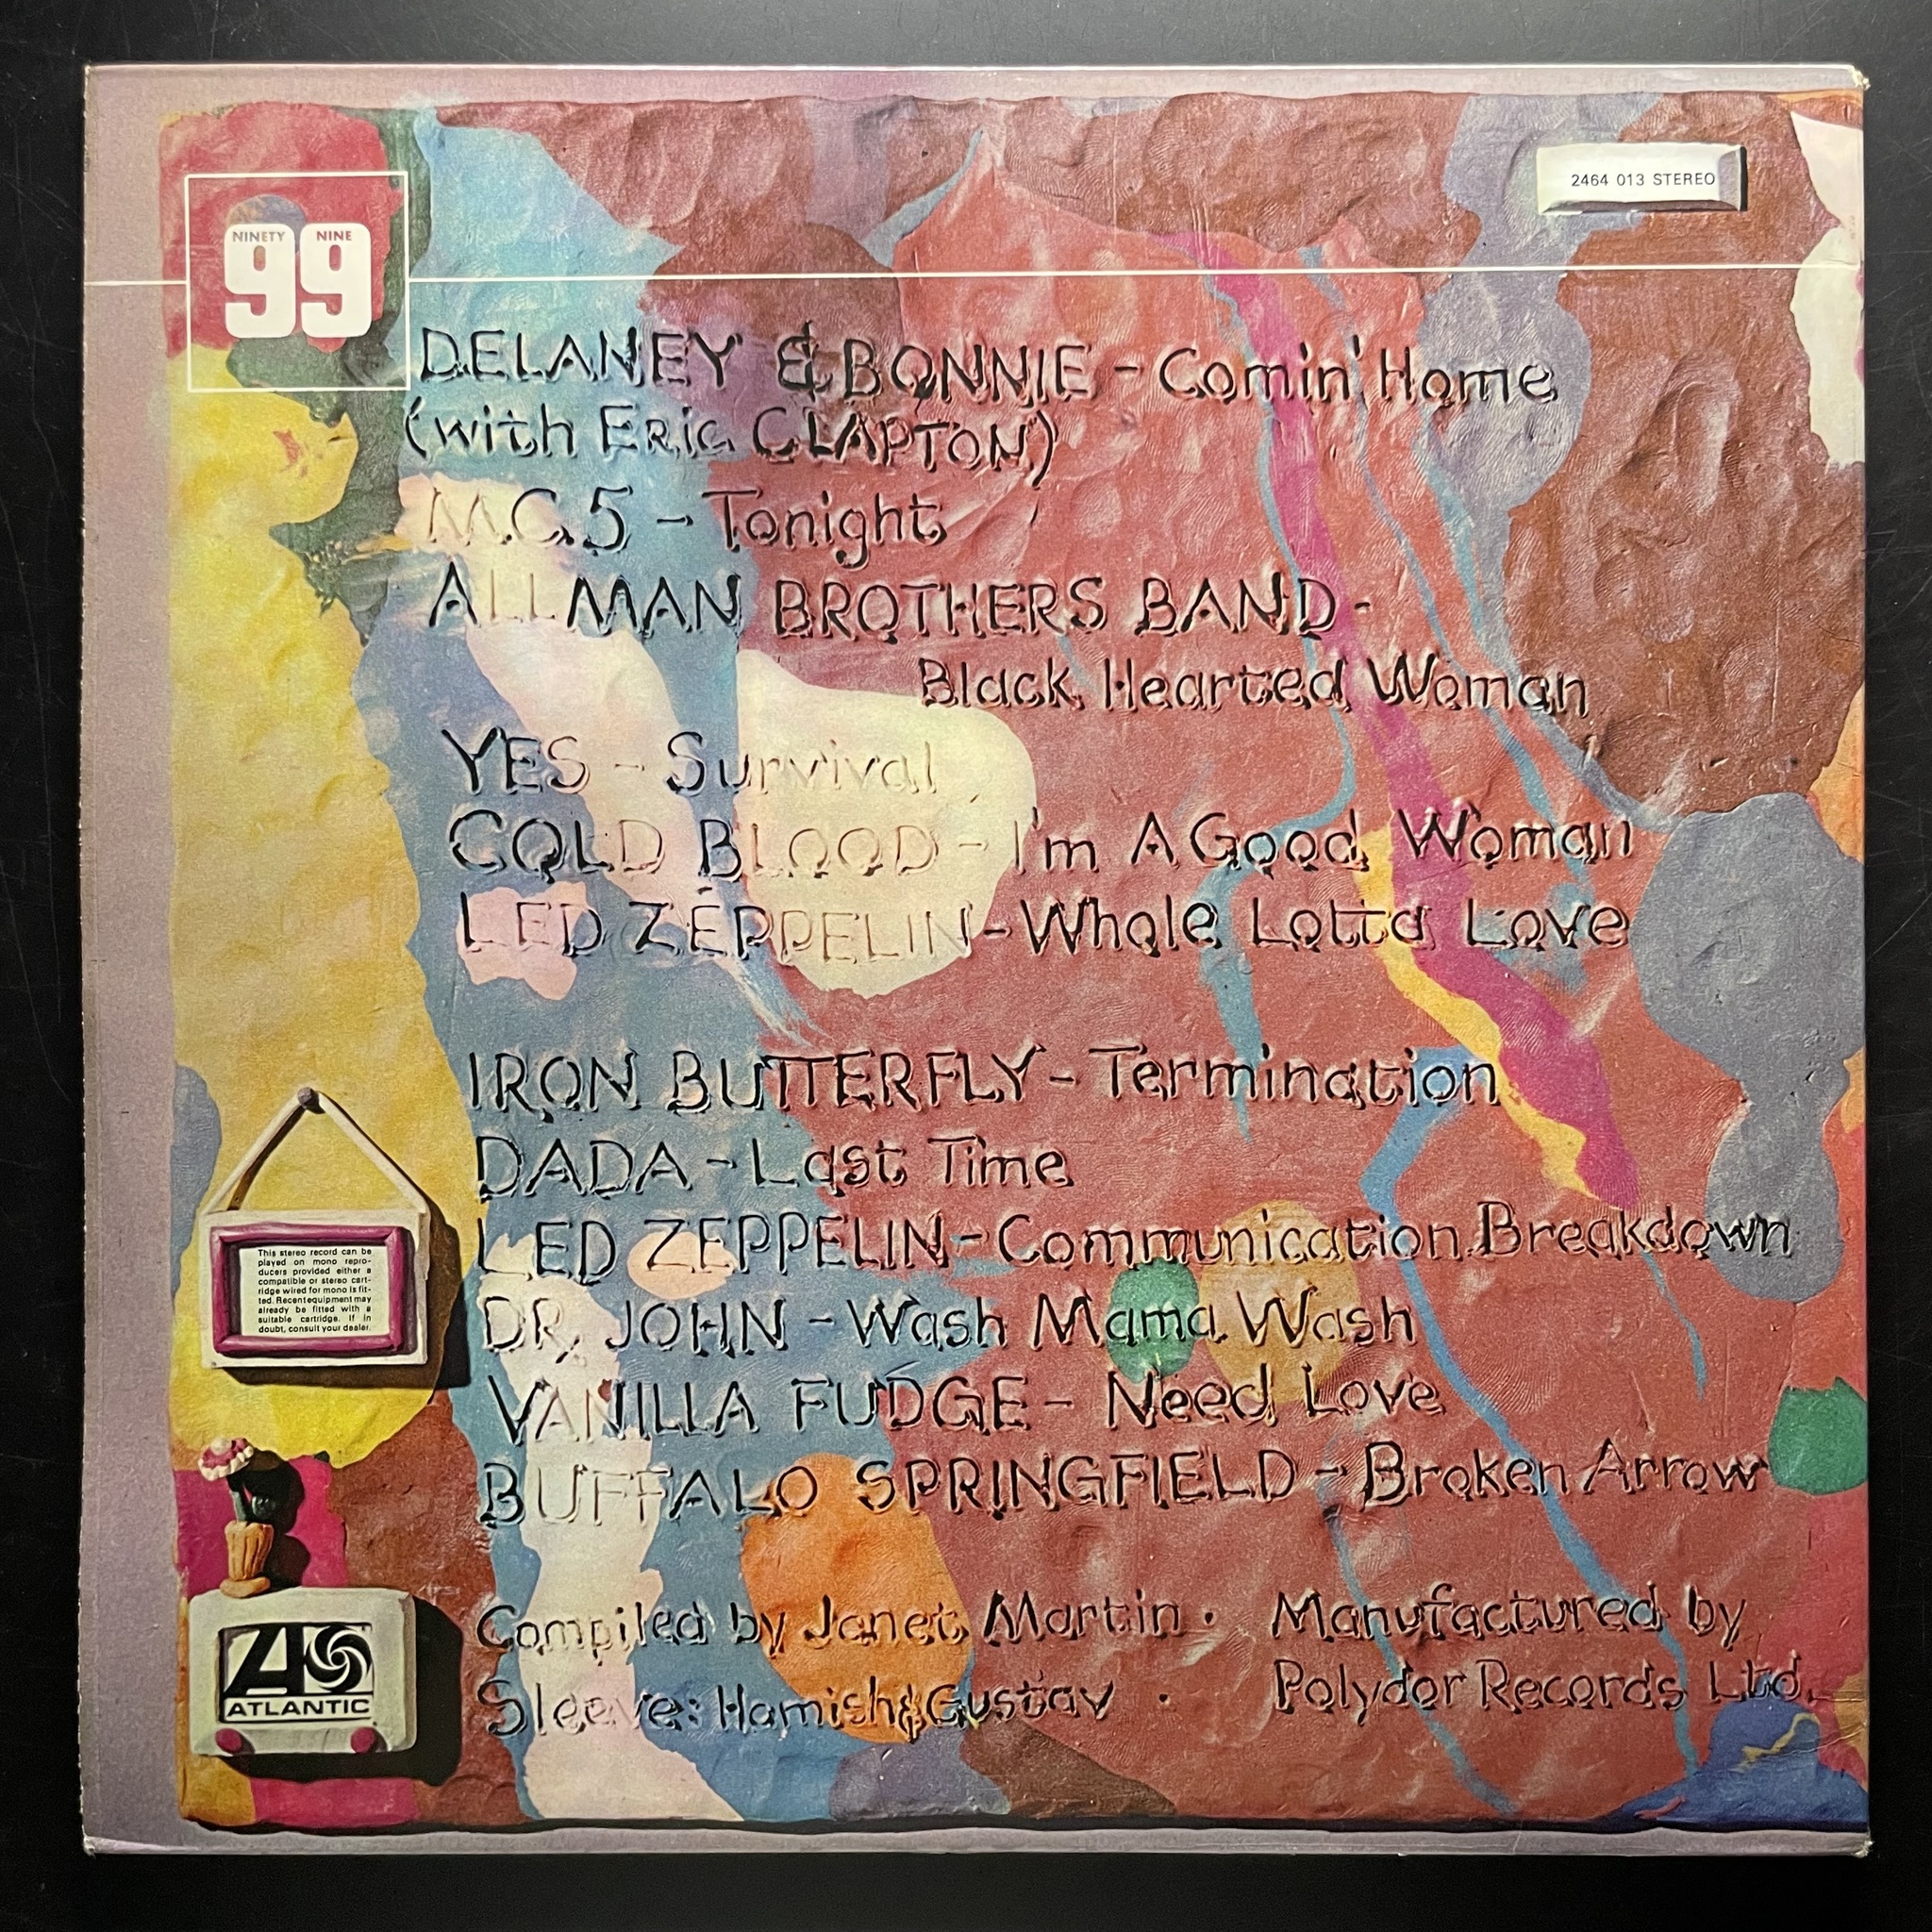 2464 013 STEREO
NINETY NINE
99
DELANEY & BONNIE - Comin' Home
(with Eric CLAPTON)
M.C.5 - Tonight
ALLMAN BROTHERS BAND -
Black Hearted Woman
YES - Survival
COLD BLOOD - I'm A Good Woman
LED ZEPPELIN - Whole Lotta Love
IRON BUTTERFLY - Termination
DADA - Last Time
LED ZEPPELIN - Communication Breakdown
DR. JOHN - Wash Mama Wash
VANILLA FUDGE - Need Love
BUFFALO SPRINGFIELD - Broken Arrow
This stereo record can be
played on mono repro-
ducers provided either a
compatible or stereo cart-
ridge wired for mono is fit-
ted. Recent equipment may
already be fitted with a
suitable cartridge. If in
doubt, consult your dealer.
ATLANTIC
Compiled by Janet Martin .
Sleeve: Hamish & Gustav .
Manufactured by
Polydor Records Ltd.